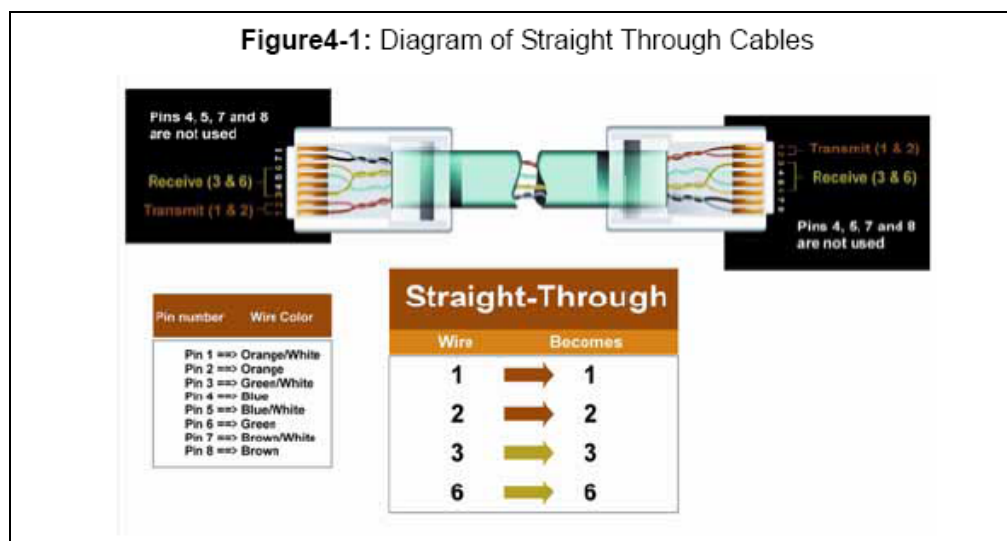 Figure4-1: Diagram of Straight Through Cables
Pins 4, 5, 7 and 8
are not used
Receive (3 & 6)
Transmit (1 & 2)
Transmit (1 & 2)
Receive (3 & 6)
Pins 4, 5, 7 and 8
are not used
Pin number Wire Color
Pin 1 ==> Orange/White
Pin 2 ==> Orange
Pin 3 ==> Green/White
Pin 4 ==> Blue
Pin 5 ==> Blue/White
Pin 6 ==> Green
Pin 7 ==> Brown/White
Pin 8 ==> Brown
Straight-Through
Wire Becomes
1 1
2 2
3 3
6 6